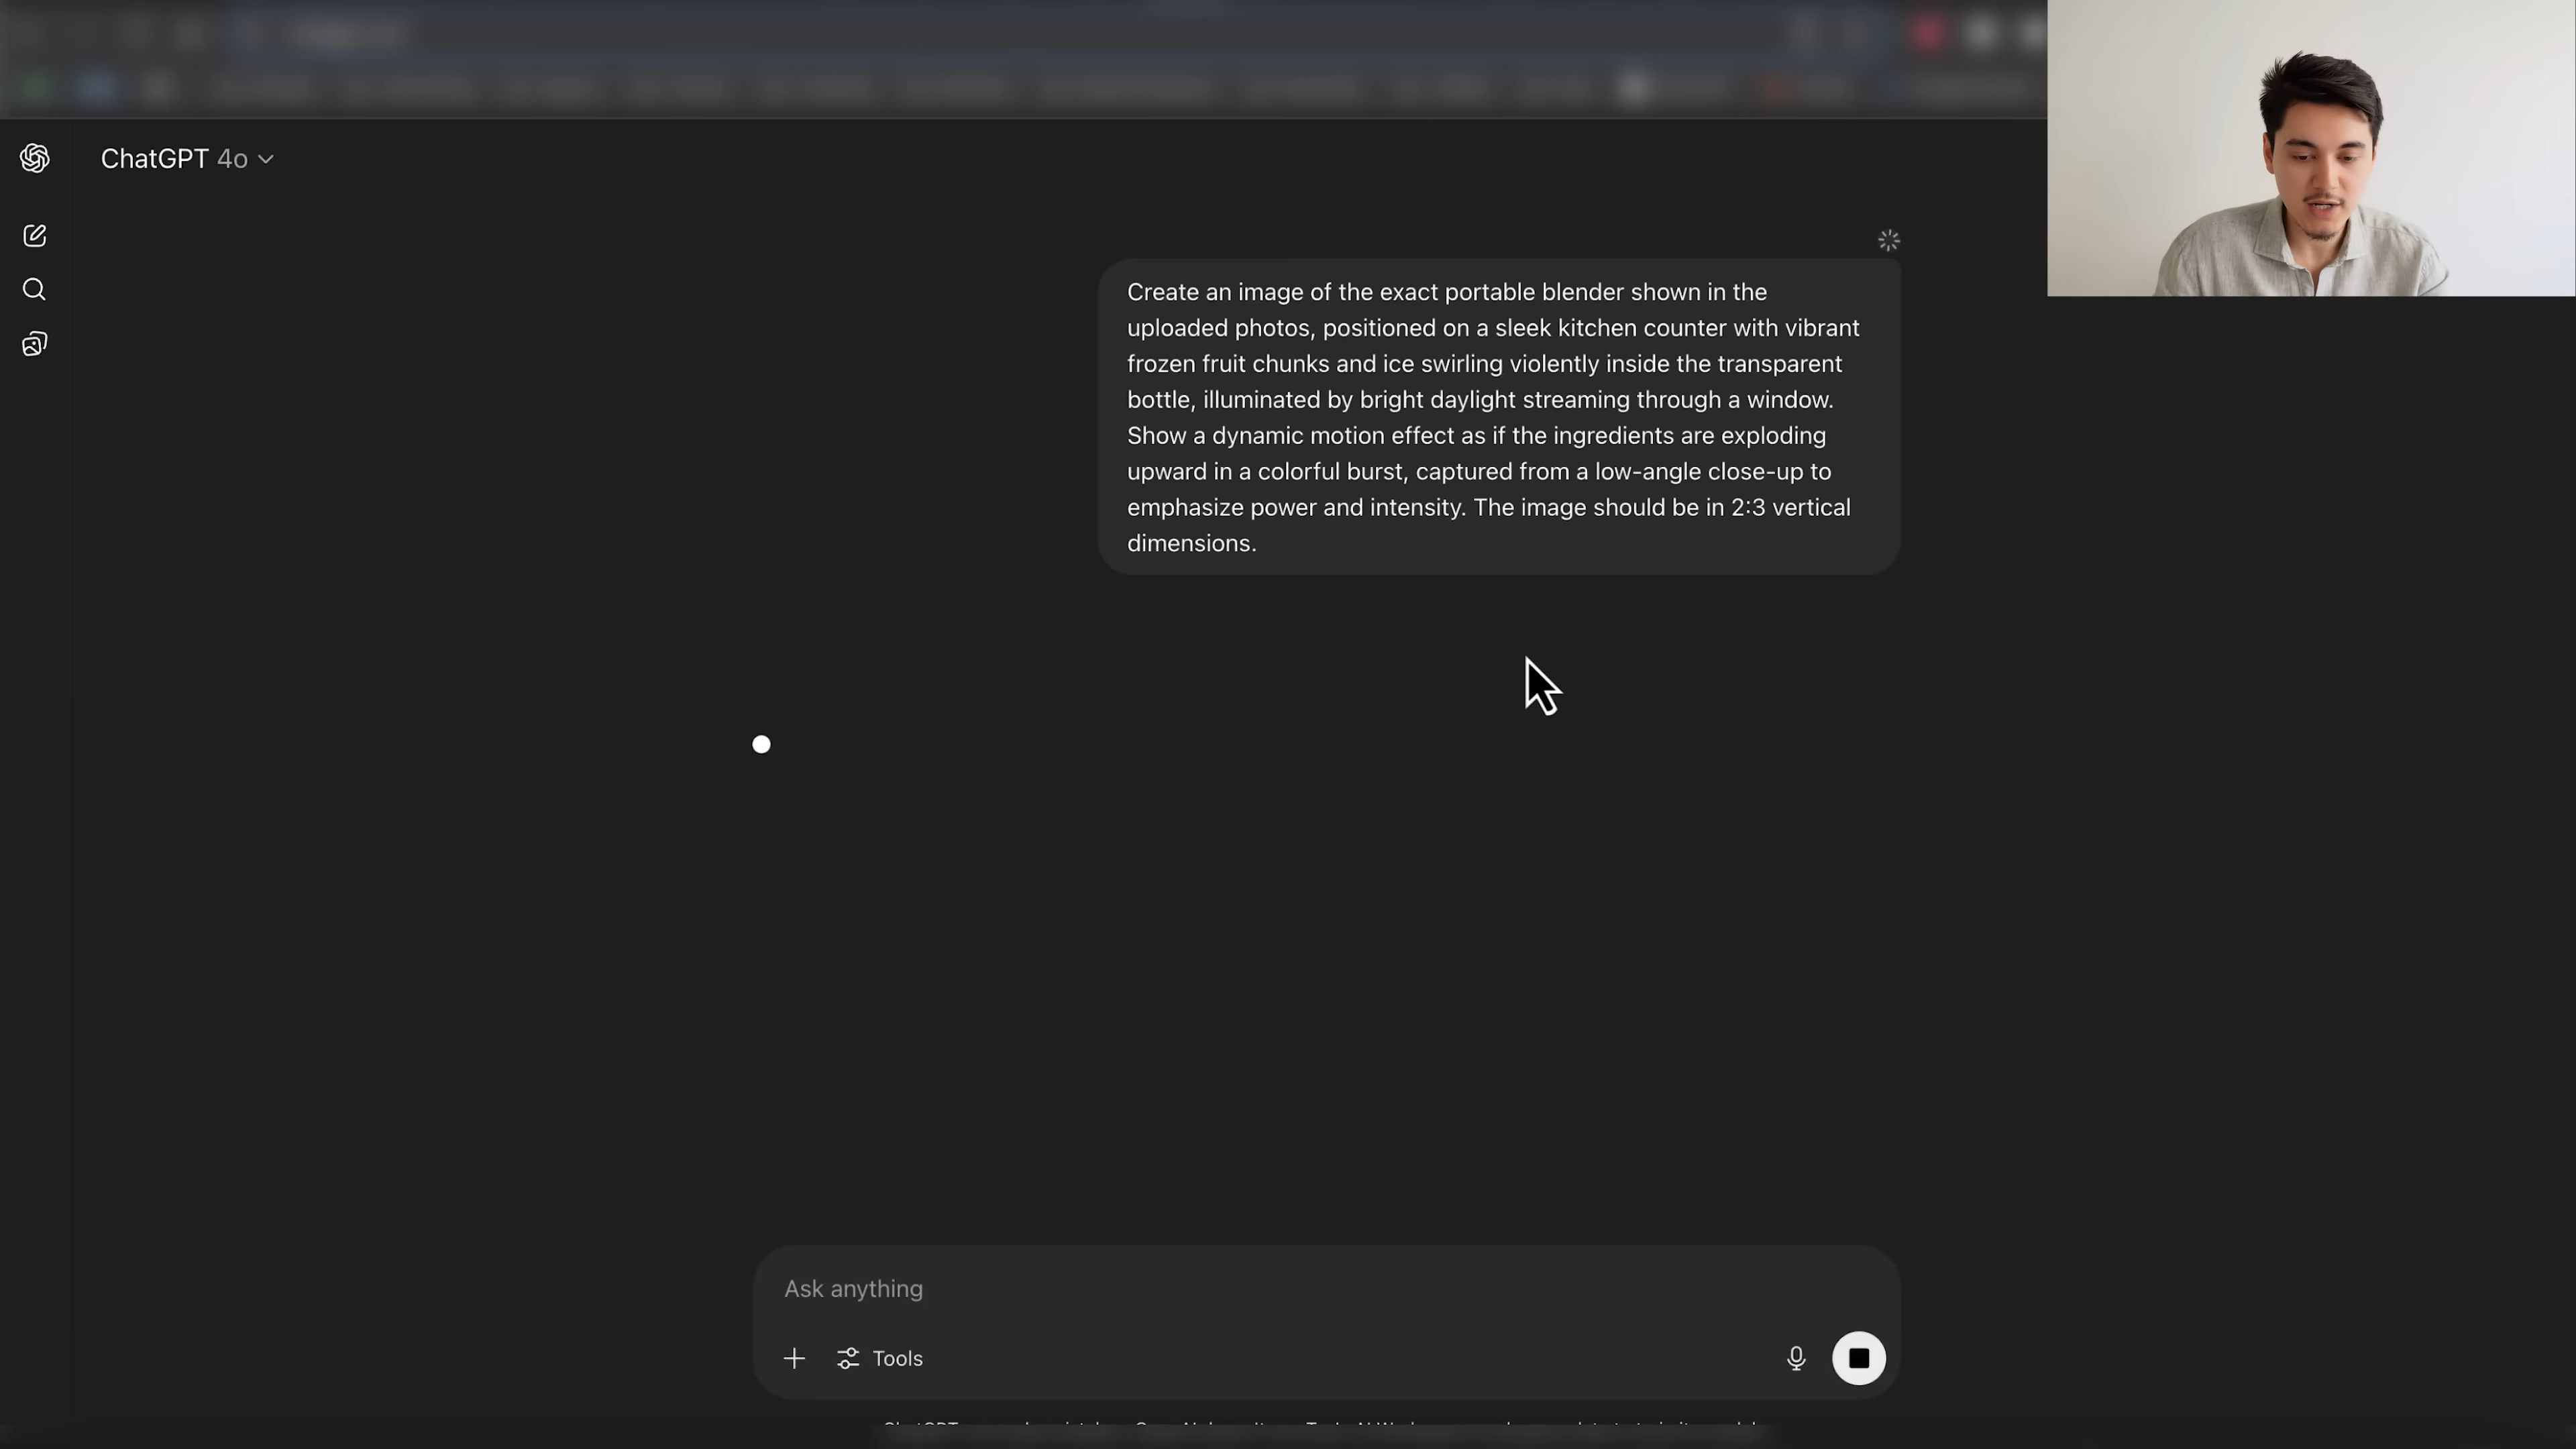 ChatGPT 4o
Create an image of the exact portable blender shown in the
uploaded photos, positioned on a sleek kitchen counter with vibrant
frozen fruit chunks and ice swirling violently inside the transparent
bottle, illuminated by bright daylight streaming through a window.
Show a dynamic motion effect as if the ingredients are exploding
upward in a colorful burst, captured from a low-angle close-up to
emphasize power and intensity. The image should be in 2:3 vertical
dimensions.
Ask anything
Tools